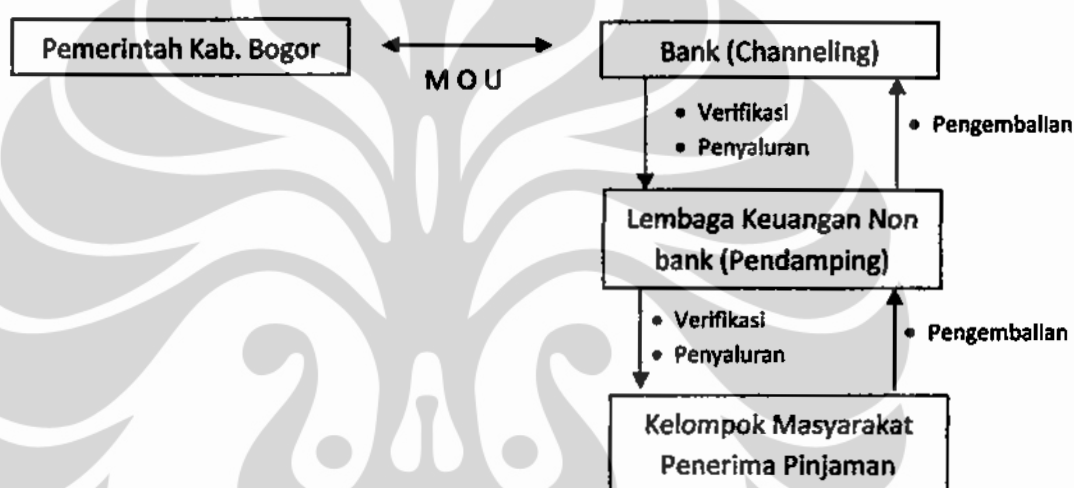 Pemerintah Kab. Bogor
M O U
Bank (Channeling)
• Verifikasi
• Penyaluran
• Pengembalian
Lembaga Keuangan Non
bank (Pendamping)
• Verifikasi
• Penyaluran
• Pengembalian
Kelompok Masyarakat
Penerima Pinjaman